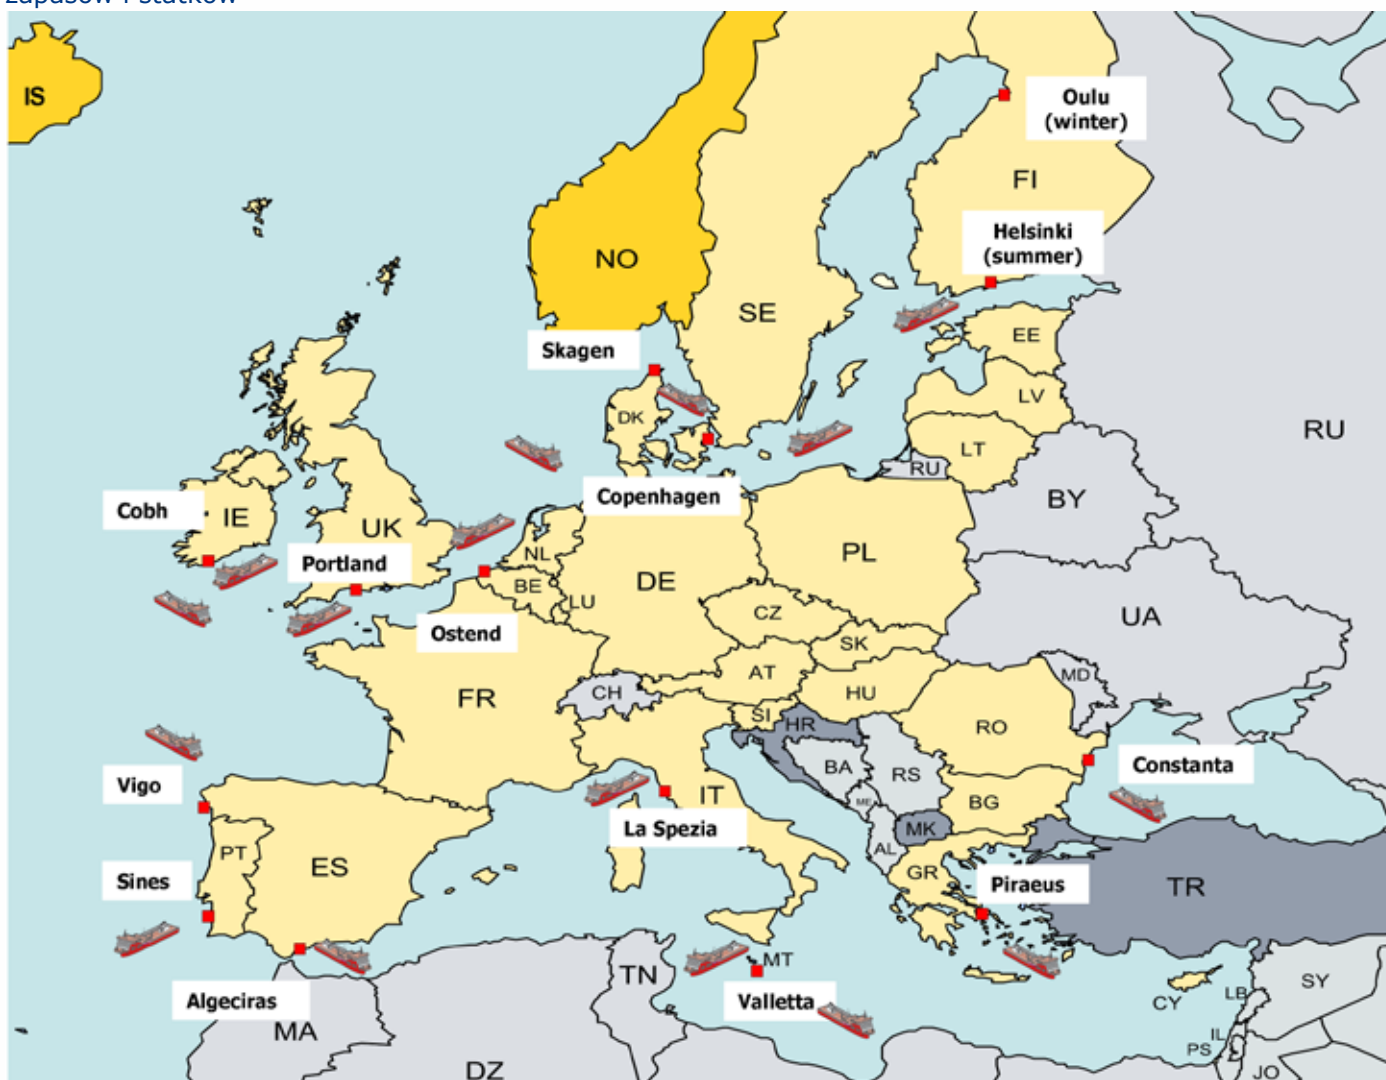 zapasów i statków
IS
Oulu
(winter)
FI
Helsinki
(summer)
NO
SE
EE
Skagen
LV
DK
LT
RU
RU
BY
Copenhagen
Cobh
IE
UK
NL
PL
Portland
BE
DE
LU
CZ
UA
Ostend
SK
AT
MD
CH
HU
FR
SI
HR
RO
BA
RS
Constanta
Vigo
IT
ME
BG
La Spezia
MK
PT
AL
ES
GR
Sines
Piraeus
TR
MT
TN
SY
Algeciras
Valletta
CY
LB
MA
IL
PS
DZ
JO